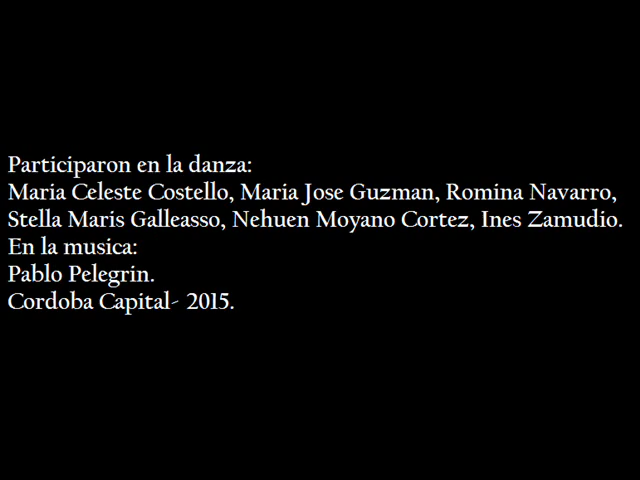 Participaron en la danza:
Maria Celeste Costello, Maria Jose Guzman, Romina Navarro,
Stella Maris Galleasso, Nehuen Moyano Cortez, Ines Zamudio.
En la musica:
Pablo Pelegrin.
Cordoba Capital- 2015.